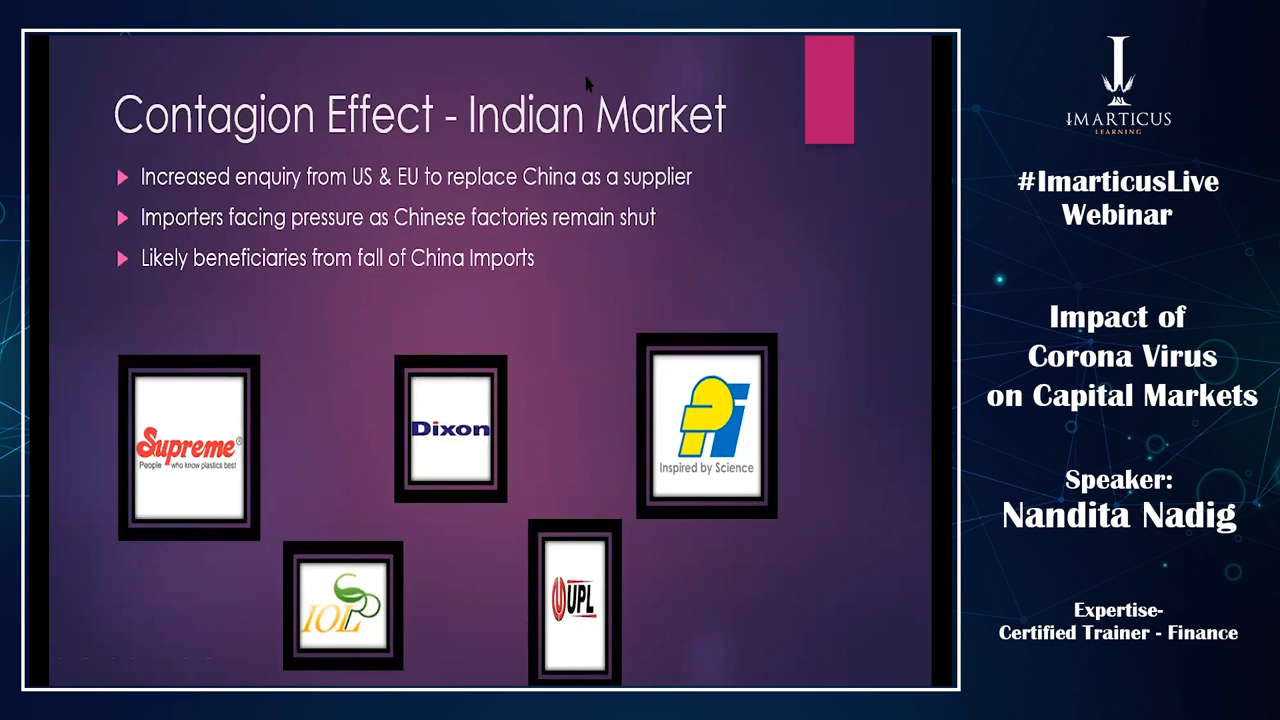 Contagion Effect - Indian Market
Increased enquiry from US & EU to replace China as a supplier
Importers facing pressure as Chinese factories remain shut
Likely beneficiaries from fall of China Imports
Supreme®
People who know plastics best
Dixon
PI
Inspired by Science
IOL
UPL
IMARTICUS
LEARNING
#ImarticusLive
Webinar
Impact of
Corona Virus
on Capital Markets
Speaker:
Nandita Nadig
Expertise-
Certified Trainer - Finance